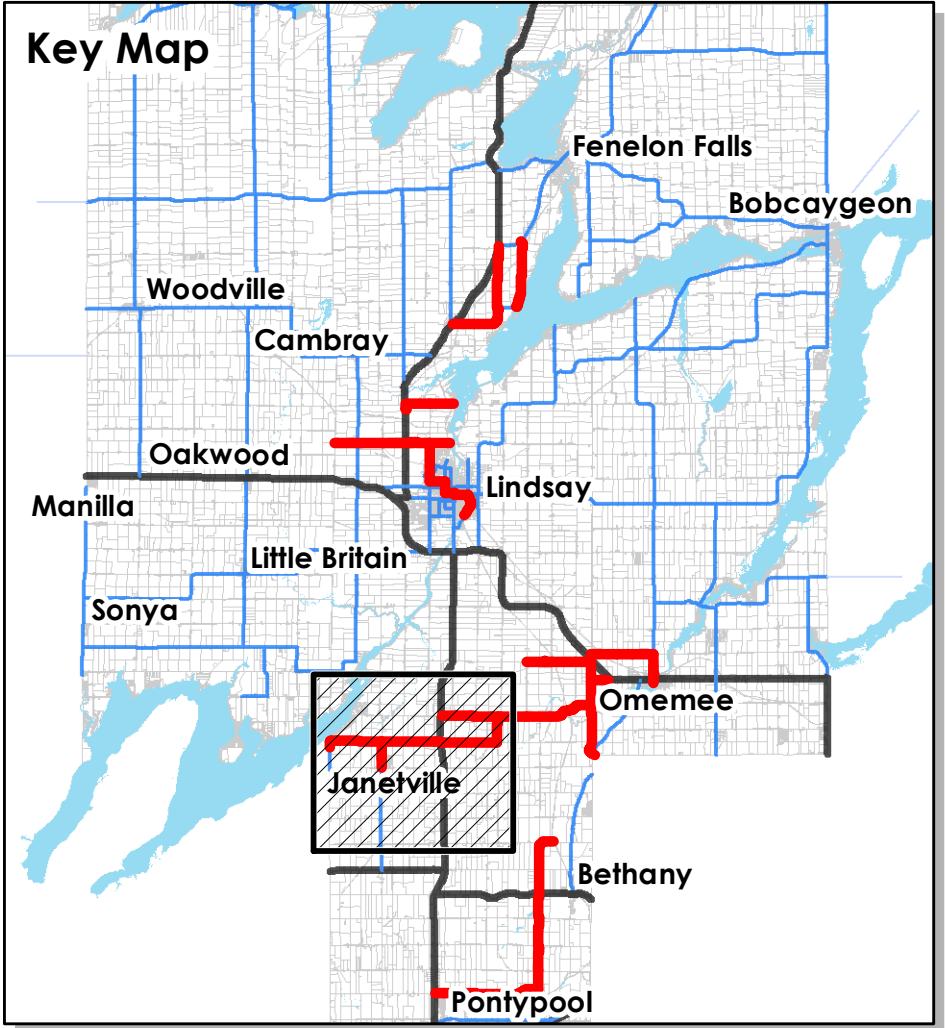 Key Map
Fenelon Falls
Bobcaygeon
Woodville
Cambray
Oakwood
Lindsay
Manilla
Little Britain
Sonya
Omemee
Janetville
Bethany
Pontypool